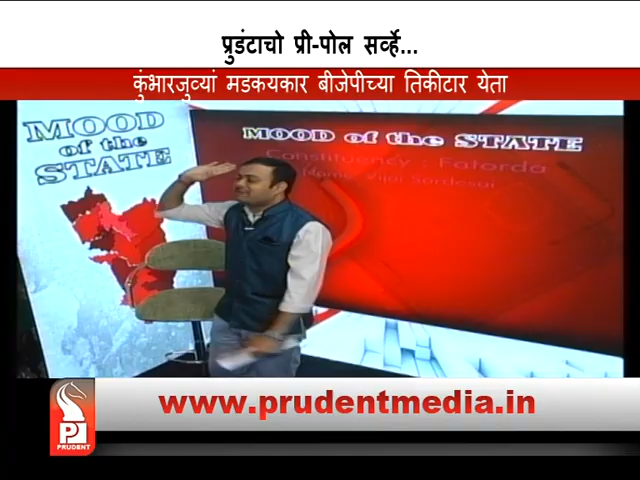 प्रुडंटाचो प्री-पोल सर्व्हे...
कुंभारजुव्यां मडकयकार बीजेपीच्या तिकीटार येता
MOOD
of the
STATE
MOOD of the STATE
Constituency : Fatorda
Name: Vijai Sardesai
www.prudentmedia.in
PRUDENT